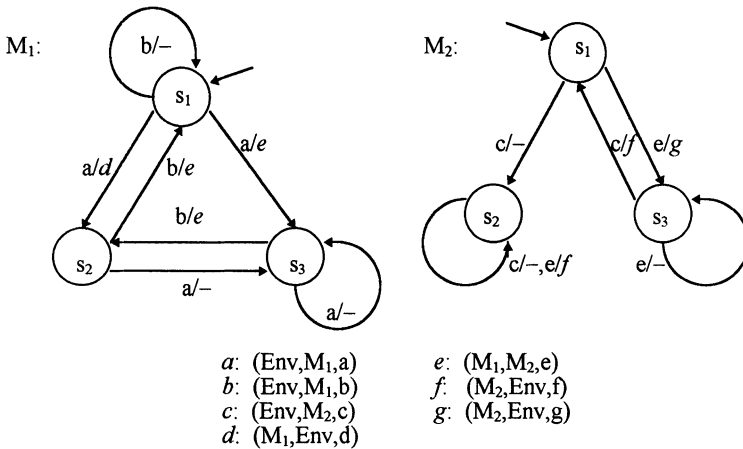 M₁:
b/–
s₁
a/d
b/e
a/e
b/e
s₂
s₃
a/–
a/–
M₂:
s₁
c/–
c/f
e/g
s₂
s₃
c/–,e/f
e/–
a: (Env,M₁,a)
b: (Env,M₁,b)
c: (Env,M₂,c)
d: (M₁,Env,d)
e: (M₁,M₂,e)
f: (M₂,Env,f)
g: (M₂,Env,g)